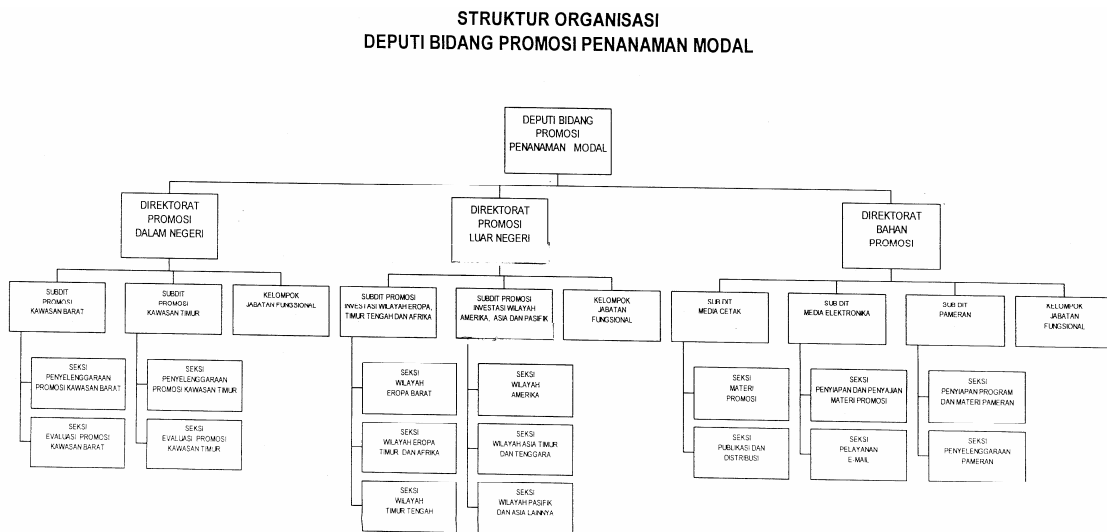 STRUKTUR ORGANISASI
DEPUTI BIDANG PROMOSI PENANAMAN MODAL
DEPUTI BIDANG
PROMOSI
PENANAMAN MODAL
DIREKTORAT
PROMOSI
DALAM NEGERI
DIREKTORAT
PROMOSI
LUAR NEGERI
DIREKTORAT
BAHAN
PROMOSI
SUBDIT
PROMOSI
KAWASAN BARAT
SUBDIT
PROMOSI
KAWASAN TIMUR
KELOMPOK
JABATAN FUNGSIONAL
SUBDIT PROMOSI
INVESTASI WILAYAH EROPA,
TIMUR TENGAH DAN AFRIKA
SUBDIT PROMOSI
INVESTASI WILAYAH
AMERIKA, ASIA DAN PASIFIK
KELOMPOK
JABATAN
FUNGSIONAL
SUB DIT
MEDIA CETAK
SUB DIT
MEDIA ELEKTRONIKA
SUB DIT
PAMERAN
KELOMPOK
JABATAN
FUNGSIONAL
SEKSI
PENYELENGGARAAN
PROMOSI KAWASAN BARAT
SEKSI
PENYELENGGARAAN
PROMOSI KAWASAN TIMUR
SEKSI
WILAYAH
EROPA BARAT
SEKSI
WILAYAH
AMERIKA
SEKSI
MATERI
PROMOSI
SEKSI
PENYIAPAN DAN PENYAJIAN
MATERI PROMOSI
SEKSI
PENYIAPAN PROGRAM
DAN MATERI PAMERAN
SEKSI
EVALUASI PROMOSI
KAWASAN BARAT
SEKSI
EVALUASI PROMOSI
KAWASAN TIMUR
SEKSI
WILAYAH EROPA
TIMUR DAN AFRIKA
SEKSI
WILAYAH ASIA TIMUR
DAN TENGGARA
SEKSI
PUBLIKASI DAN
DISTRIBUSI
SEKSI
PELAYANAN
E-MAIL
SEKSI
PENYELENGGARAAN
PAMERAN
SEKSI
WILAYAH
TIMUR TENGAH
SEKSI
WILAYAH PASIFIK
DAN ASIA LAINNYA